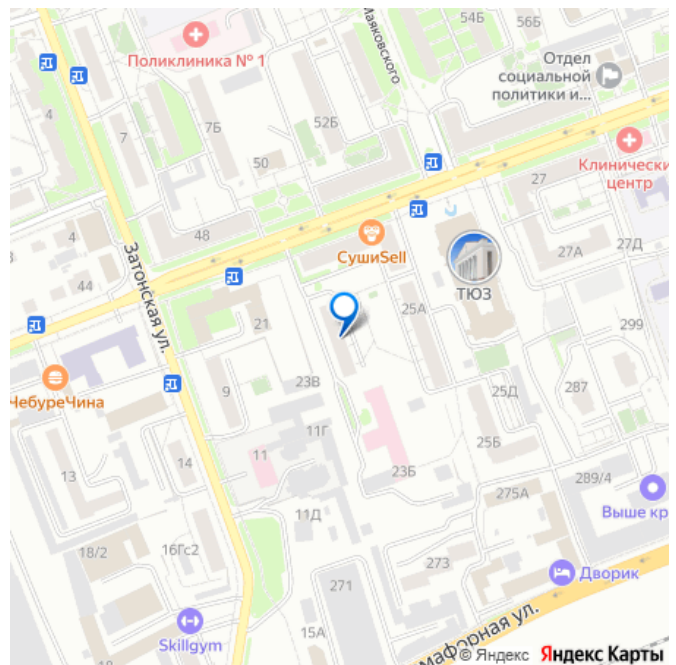 54Б
56Б
Маяковского
Поликлиника № 1
Отдел
социальной
политики и...
4
7
7Б
52Б
50
Клинически
центр
27
48
СушиSell
27А
27Д
4
44
Затонская ул.
ТЮЗ
21
25А
299
ЧебуреЧина
9
23В
25Д
287
13
14
11
11Г
23Б
25Б
289/4
11Д
275А
Выше кр
18/2
16Гс2
273
271
Дворик
Skillgym
15А
мафорная ул.
© Яндекс Яндекс Карты